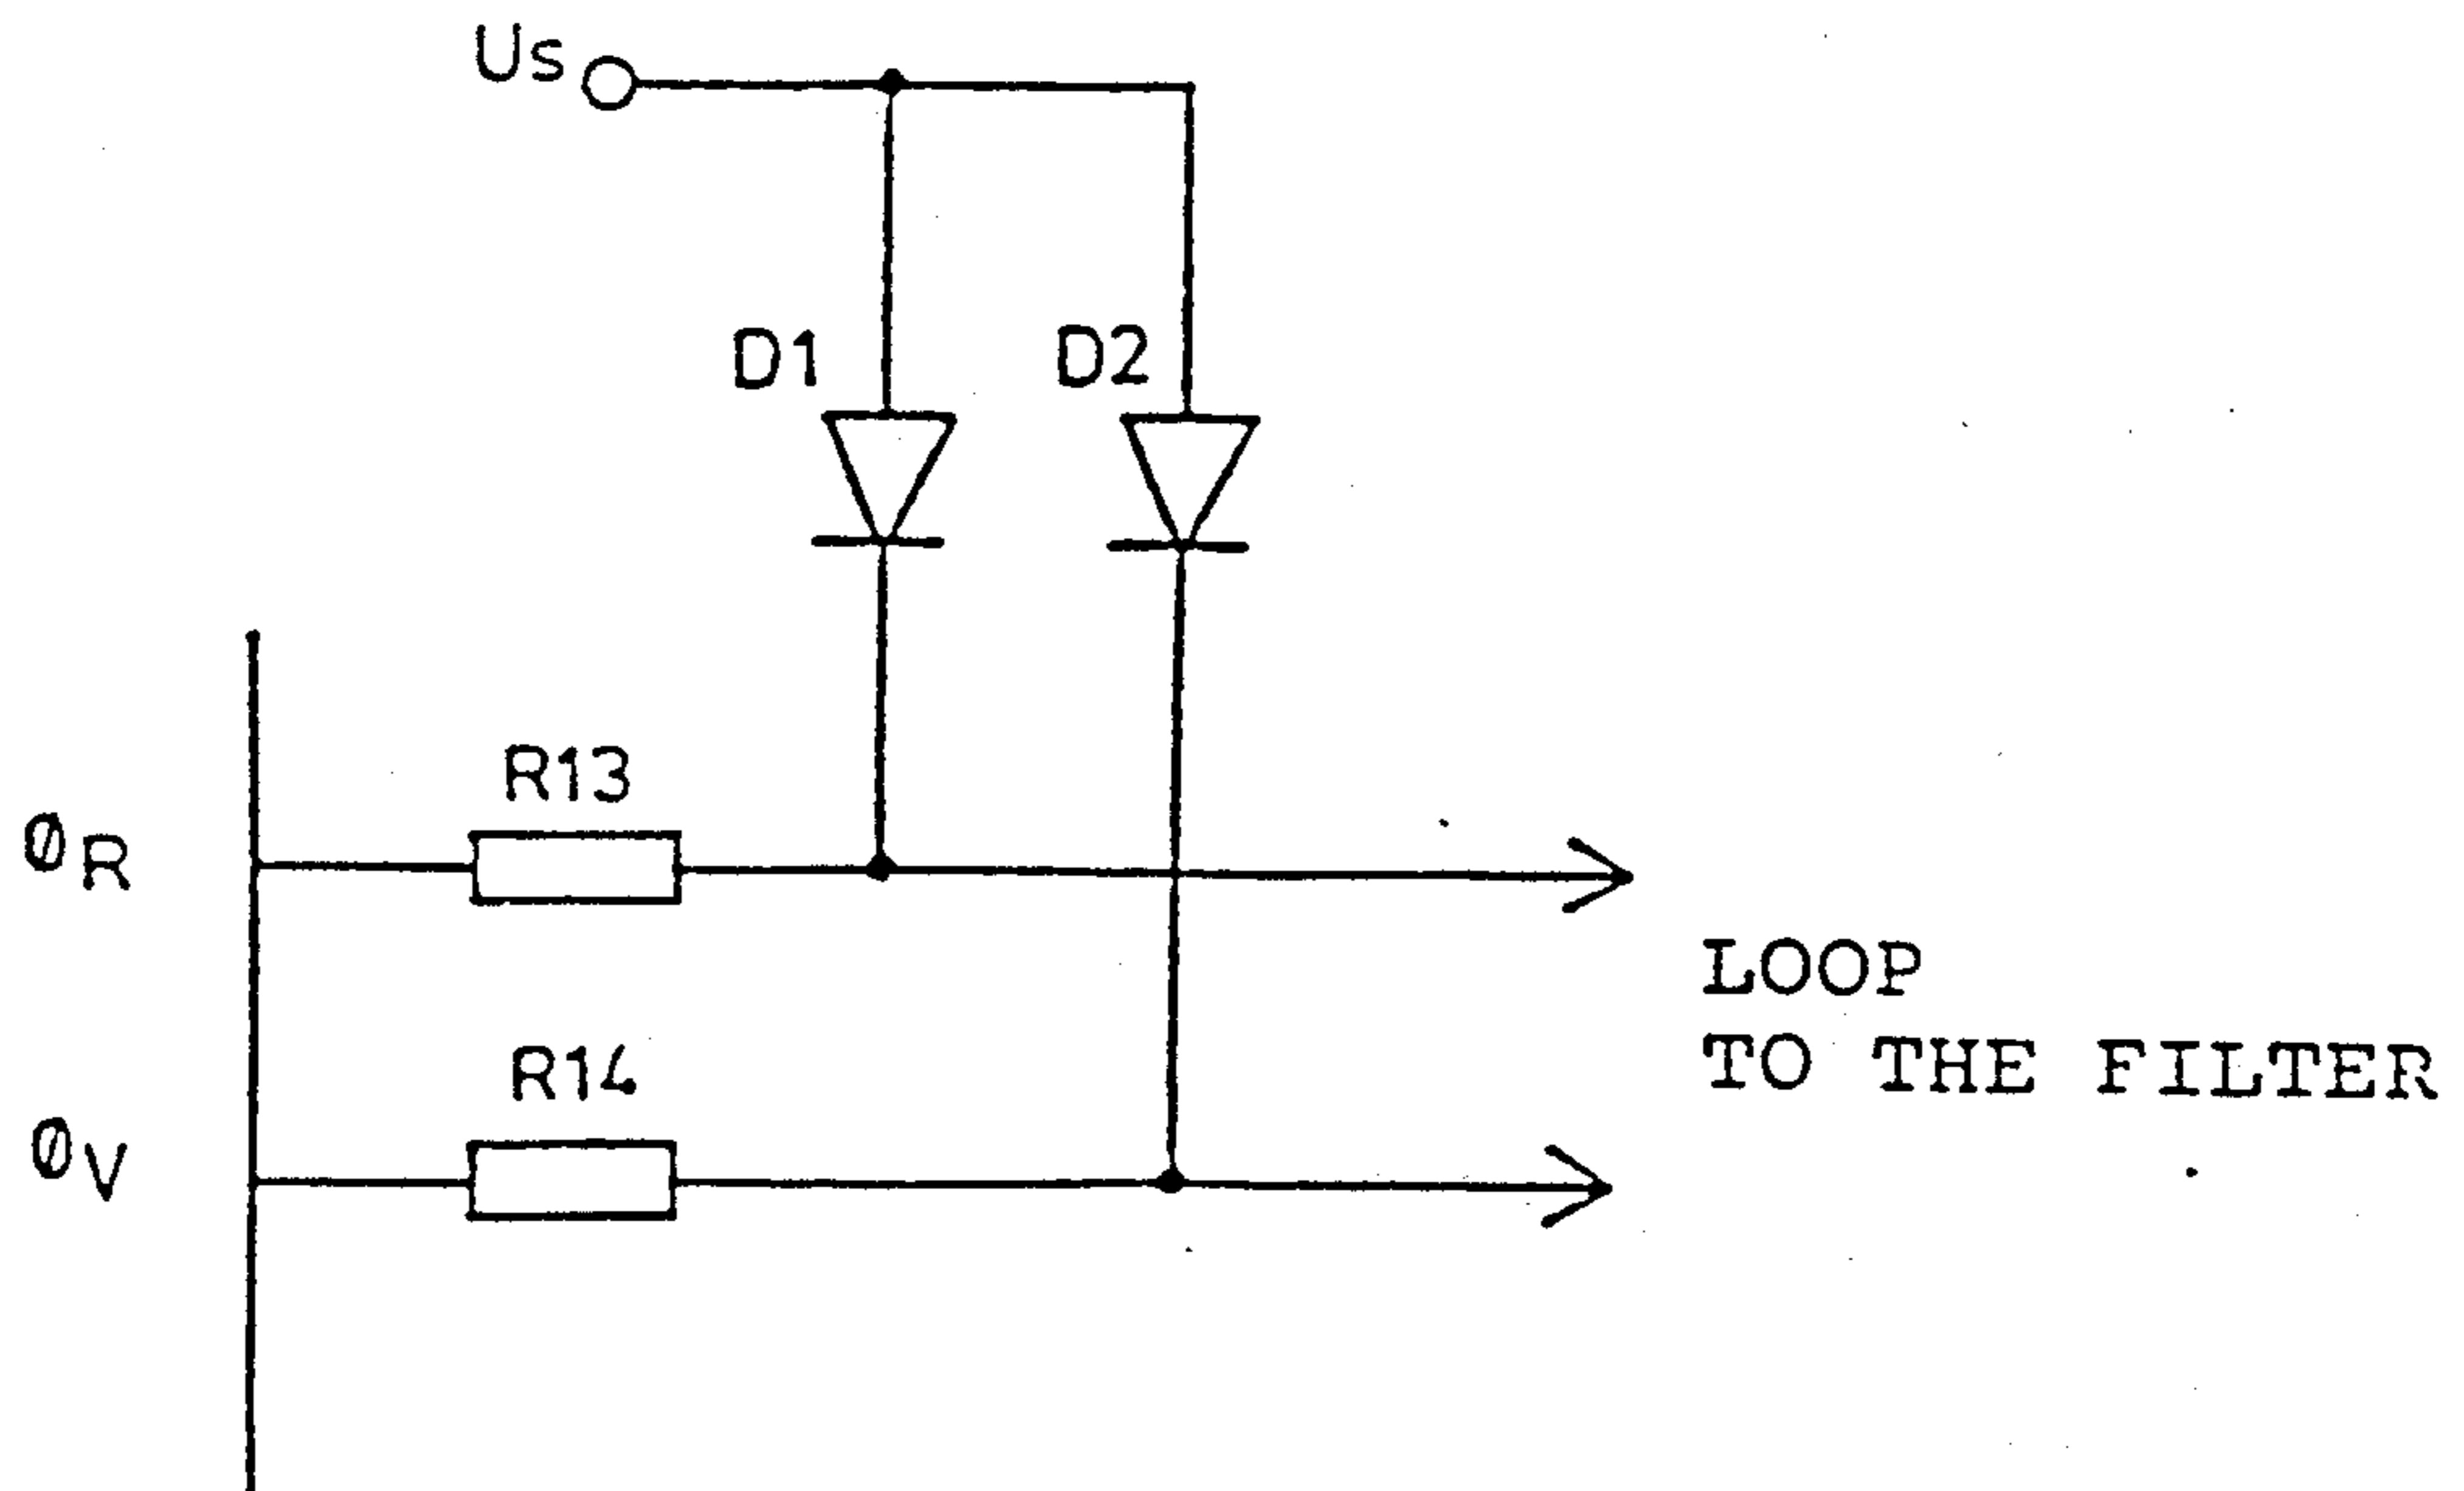 Us
D1 D2
R13
ØR
LOOP
TO THE FILTER
R14
ØV